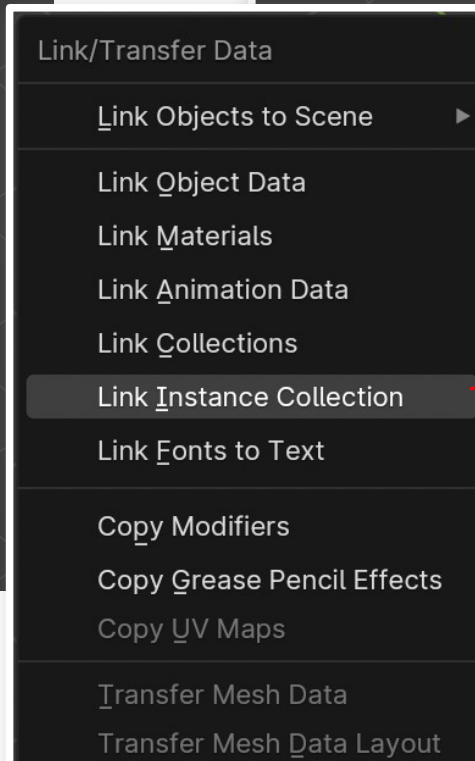 Link/Transfer Data
Link Objects to Scene
Link Object Data
Link Materials
Link Animation Data
Link Collections
Link Instance Collection
Link Fonts to Text
Copy Modifiers
Copy Grease Pencil Effects
Copy UV Maps
Transfer Mesh Data
Transfer Mesh Data Layout